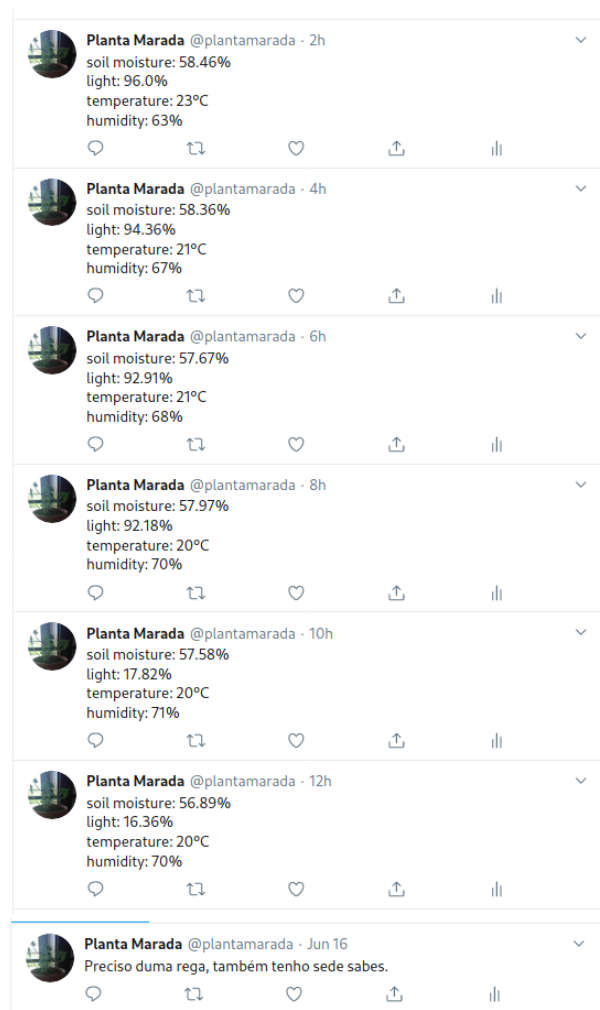 Planta Marada @plantamarada · 2h
soil moisture: 58.46%
light: 96.0%
temperature: 23ºC
humidity: 63%
Planta Marada @plantamarada · 4h
soil moisture: 58.36%
light: 94.36%
temperature: 21ºC
humidity: 67%
Planta Marada @plantamarada · 6h
soil moisture: 57.67%
light: 92.91%
temperature: 21ºC
humidity: 68%
Planta Marada @plantamarada · 8h
soil moisture: 57.97%
light: 92.18%
temperature: 20ºC
humidity: 70%
Planta Marada @plantamarada · 10h
soil moisture: 57.58%
light: 17.82%
temperature: 20ºC
humidity: 71%
Planta Marada @plantamarada · 12h
soil moisture: 56.89%
light: 16.36%
temperature: 20ºC
humidity: 70%
Planta Marada @plantamarada · Jun 16
Preciso duma rega, também tenho sede sabes.